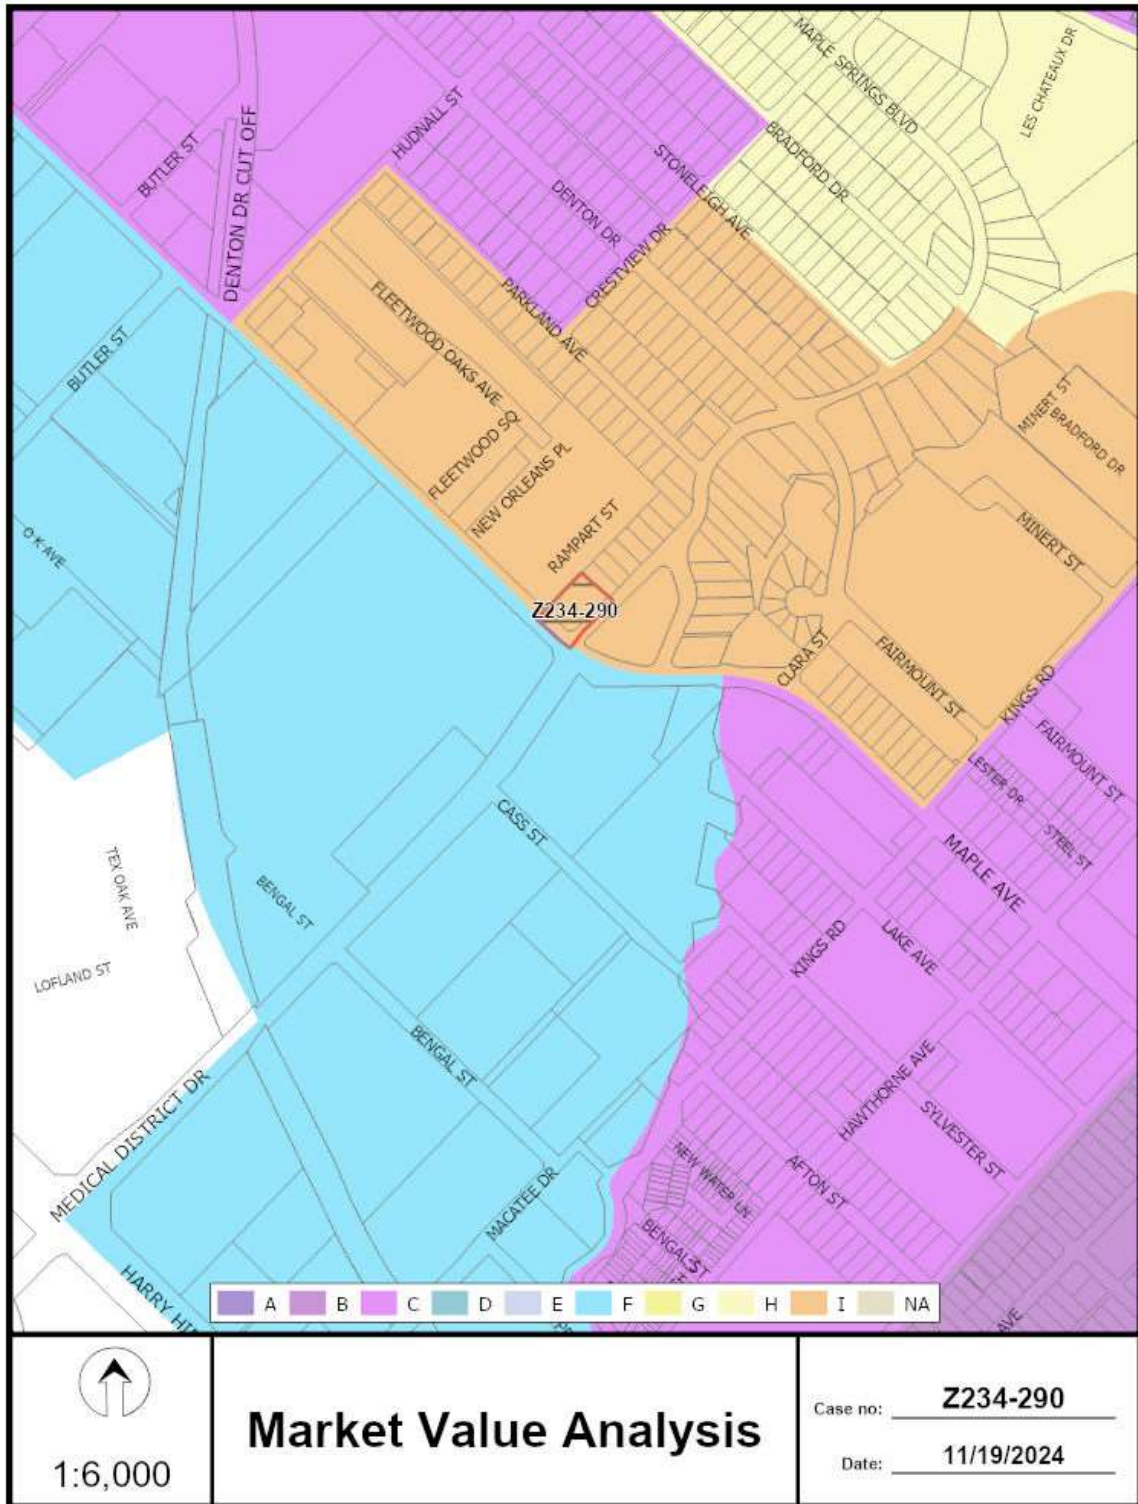 MAPLE SPRINGS BLVD
LES CHATEAUX DR
HUDNALL ST
BUTLER ST
DENTON DR CUT OFF
BRADFORD DR
STONELEIGH AVE
DENTON DR
CRESTVIEW DR
PARKLAND AVE
FLEETWOOD OAKS AVE
BUTLER ST
FLEETWOOD SQ
NEW ORLEANS PL
MINERT ST
BRADFORD DR
RAMPART ST
MINERT ST
O K AVE
Z234-290
CLARA ST
FAIRMOUNT ST
KINGS RD
FAIRMOUNT ST
LESTER DR
STEEL ST
CASS ST
MAPLE AVE
TEX OAK AVE
BENGAL ST
KINGS RD
LAKE AVE
LOFLAND ST
BENGAL ST
HAWTHORNE AVE
SYLVESTER ST
MEDICAL DISTRICT DR
AFTON ST
NEW WATER LN
MACATEE DR
BENGAL ST
HARRY HI
AVE
A B C D E F G H I NA
1:6,000
Market Value Analysis
Case no: Z234-290
Date: 11/19/2024